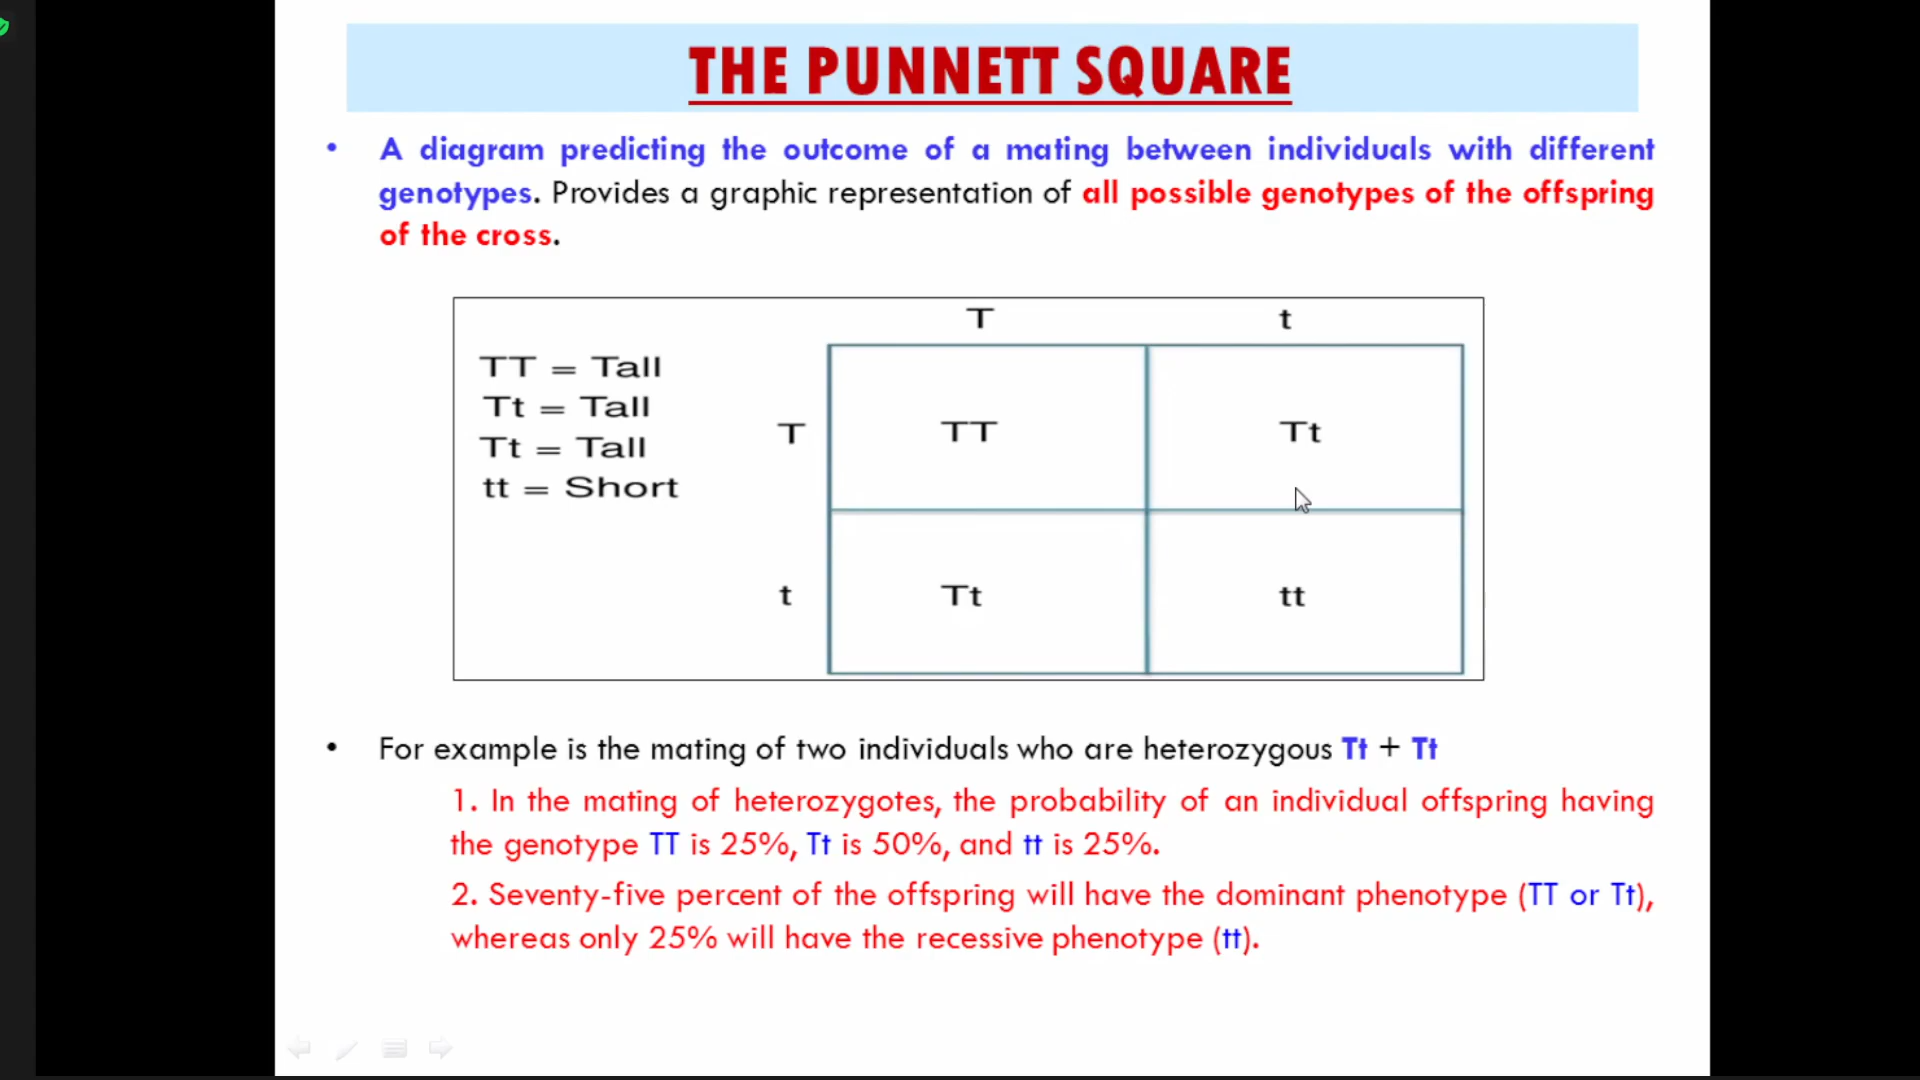 THE PUNNETT SQUARE
• A diagram predicting the outcome of a mating between individuals with different
genotypes. Provides a graphic representation of all possible genotypes of the offspring
of the cross.
T t
TT = Tall
Tt = Tall
Tt = Tall
tt = Short
T TT Tt
t Tt tt
• For example is the mating of two individuals who are heterozygous Tt + Tt
1. In the mating of heterozygotes, the probability of an individual offspring having
the genotype TT is 25%, Tt is 50%, and tt is 25%.
2. Seventy-five percent of the offspring will have the dominant phenotype (TT or Tt),
whereas only 25% will have the recessive phenotype (tt).